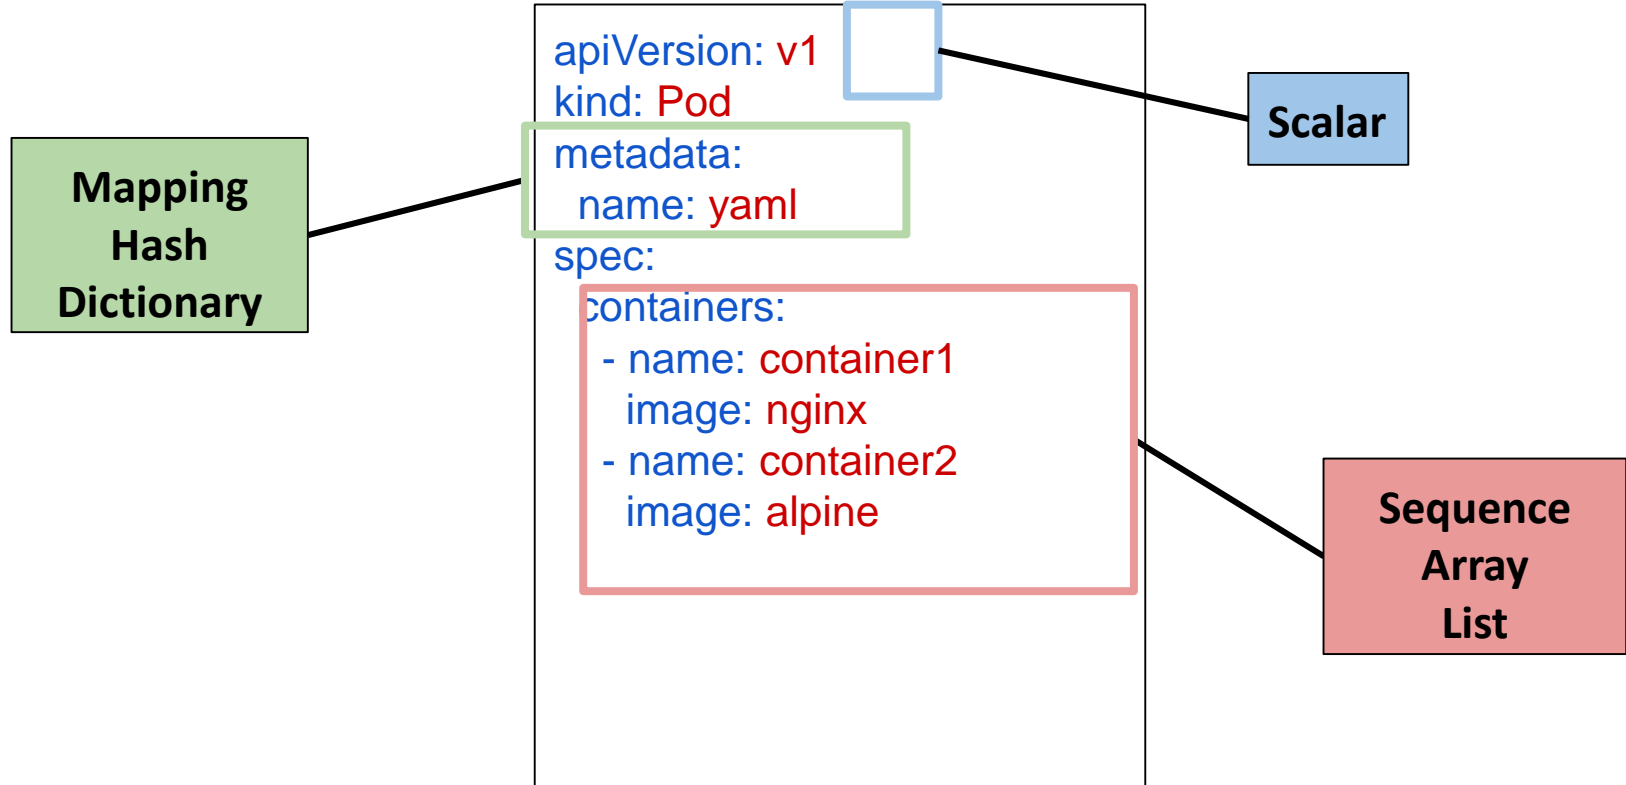 apiVersion: v1
kind: Pod
metadata:
  name: yaml
spec:
  containers:
  - name: container1
    image: nginx
  - name: container2
    image: alpine
Mapping
Hash
Dictionary
Scalar
Sequence
Array
List